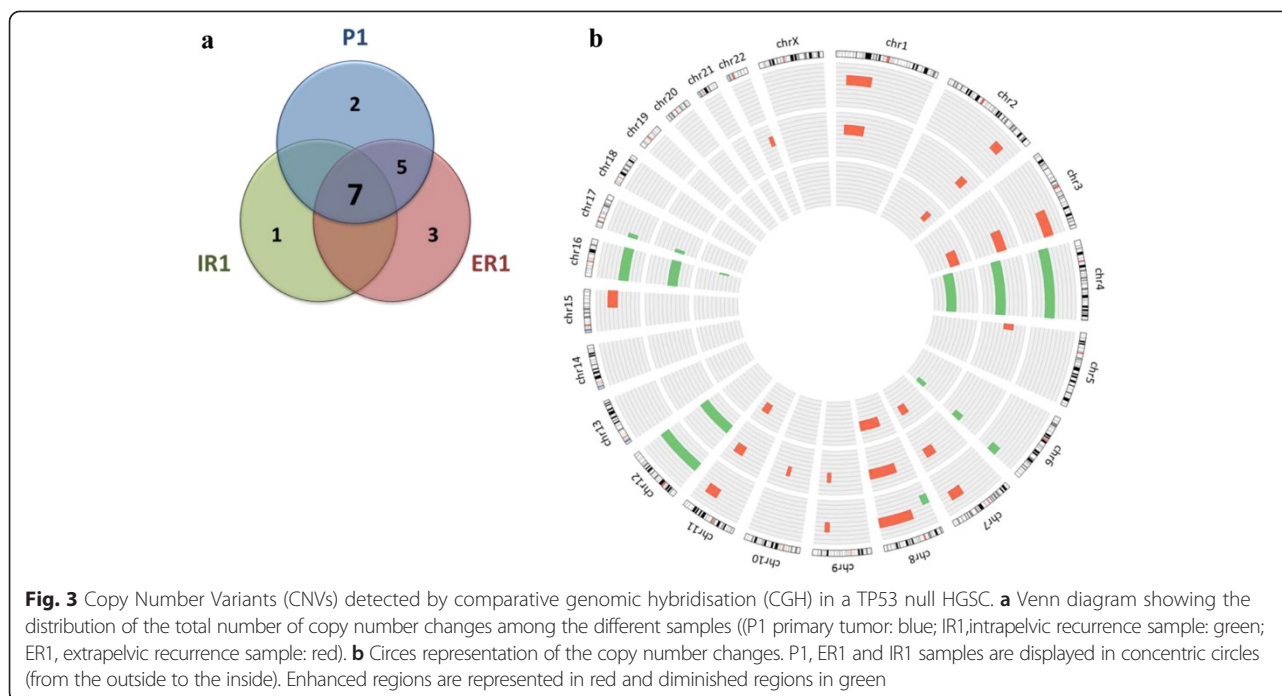 a
P1
2
5
7
1
3
IR1
ER1
b
chr1
chr2
chr3
chr4
chr5
chr6
chr7
chr8
chr9
chr10
chr11
chr12
chr13
chr14
chr15
chr16
chr17
chr18
chr19
chr20
chr21
chr22
chrX
Fig. 3 Copy Number Variants (CNVs) detected by comparative genomic hybridisation (CGH) in a TP53 null HGSC. a Venn diagram showing the
distribution of the total number of copy number changes among the different samples ((P1 primary tumor: blue; IR1,intrapelvic recurrence sample: green;
ER1, extrapelvic recurrence sample: red). b Circes representation of the copy number changes. P1, ER1 and IR1 samples are displayed in concentric circles
(from the outside to the inside). Enhanced regions are represented in red and diminished regions in green